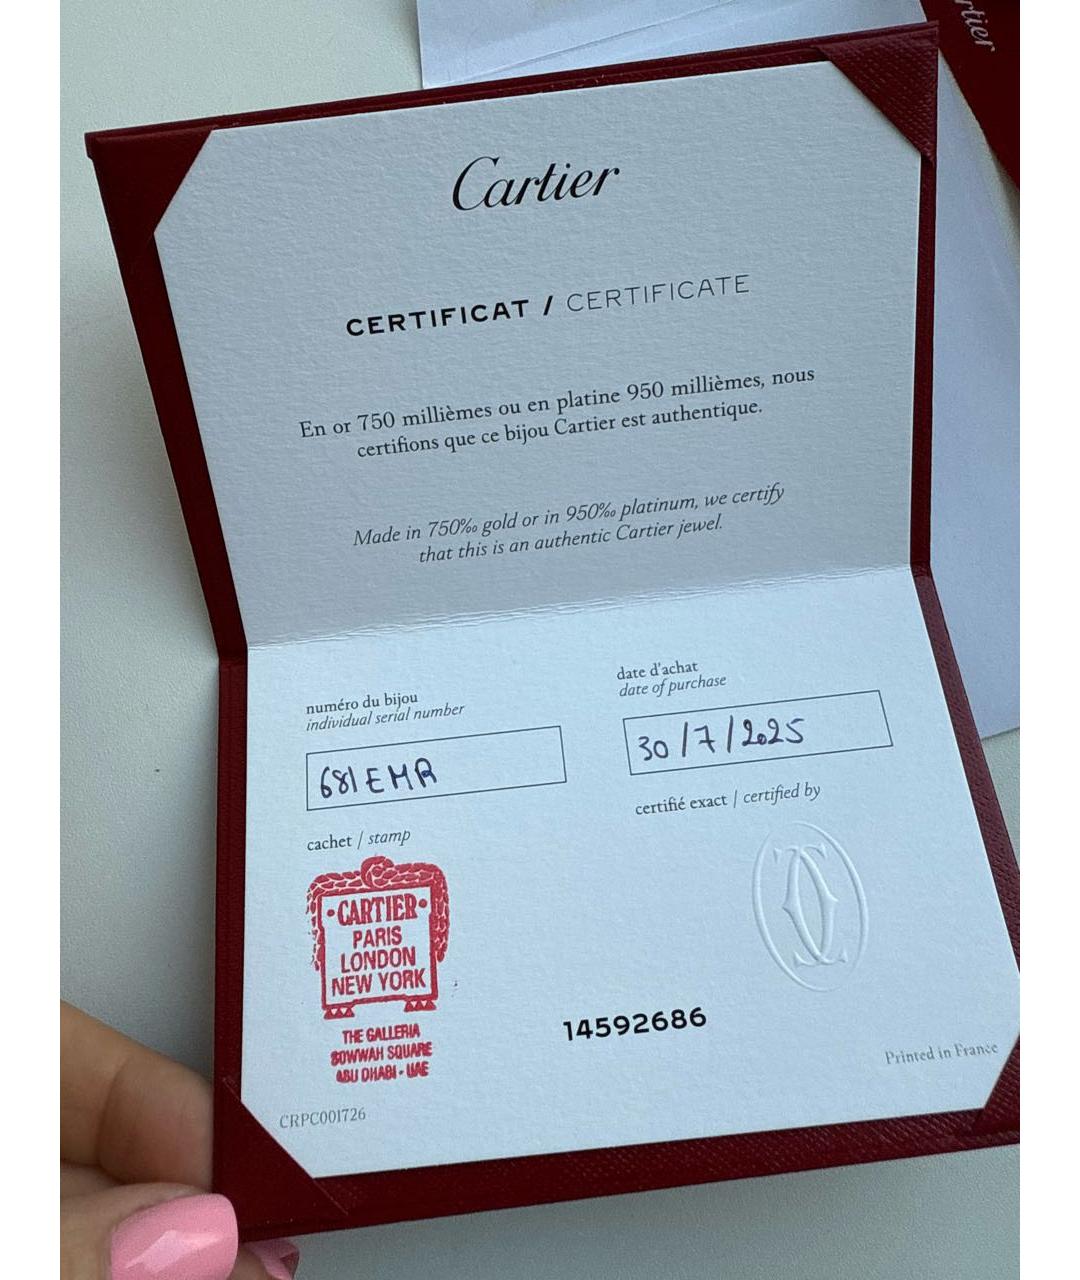 rtier
Cartier
CERTIFICAT / CERTIFICATE
En or 750 millièmes ou en platine 950 millièmes, nous
certifions que ce bijou Cartier est authentique.
Made in 750‰ gold or in 950‰ platinum, we certify
that this is an authentic Cartier jewel.
numéro du bijou
individual serial number
681EMR
date d'achat
date of purchase
30/7/2025
cachet / stamp
certifié exact / certified by
•CARTIER•
PARIS
LONDON
NEW YORK
THE GALLERIA
SOWWAH SQUARE
ABU DHABI - UAE
14592686
Printed in France
CRPC001726